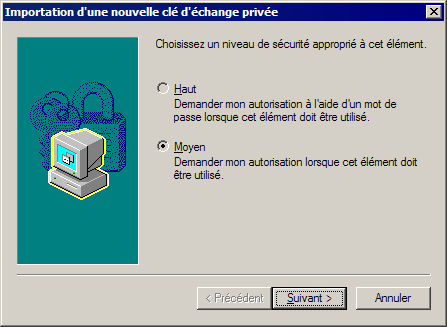 Importation d'une nouvelle clé d'échange privée
Choisissez un niveau de sécurité approprié à cet élément.
Haut
Demander mon autorisation à l'aide d'un mot de
passe lorsque cet élément doit être utilisé.
Moyen
Demander mon autorisation lorsque cet élément doit
être utilisé.
< Précédent
Suivant >
Annuler